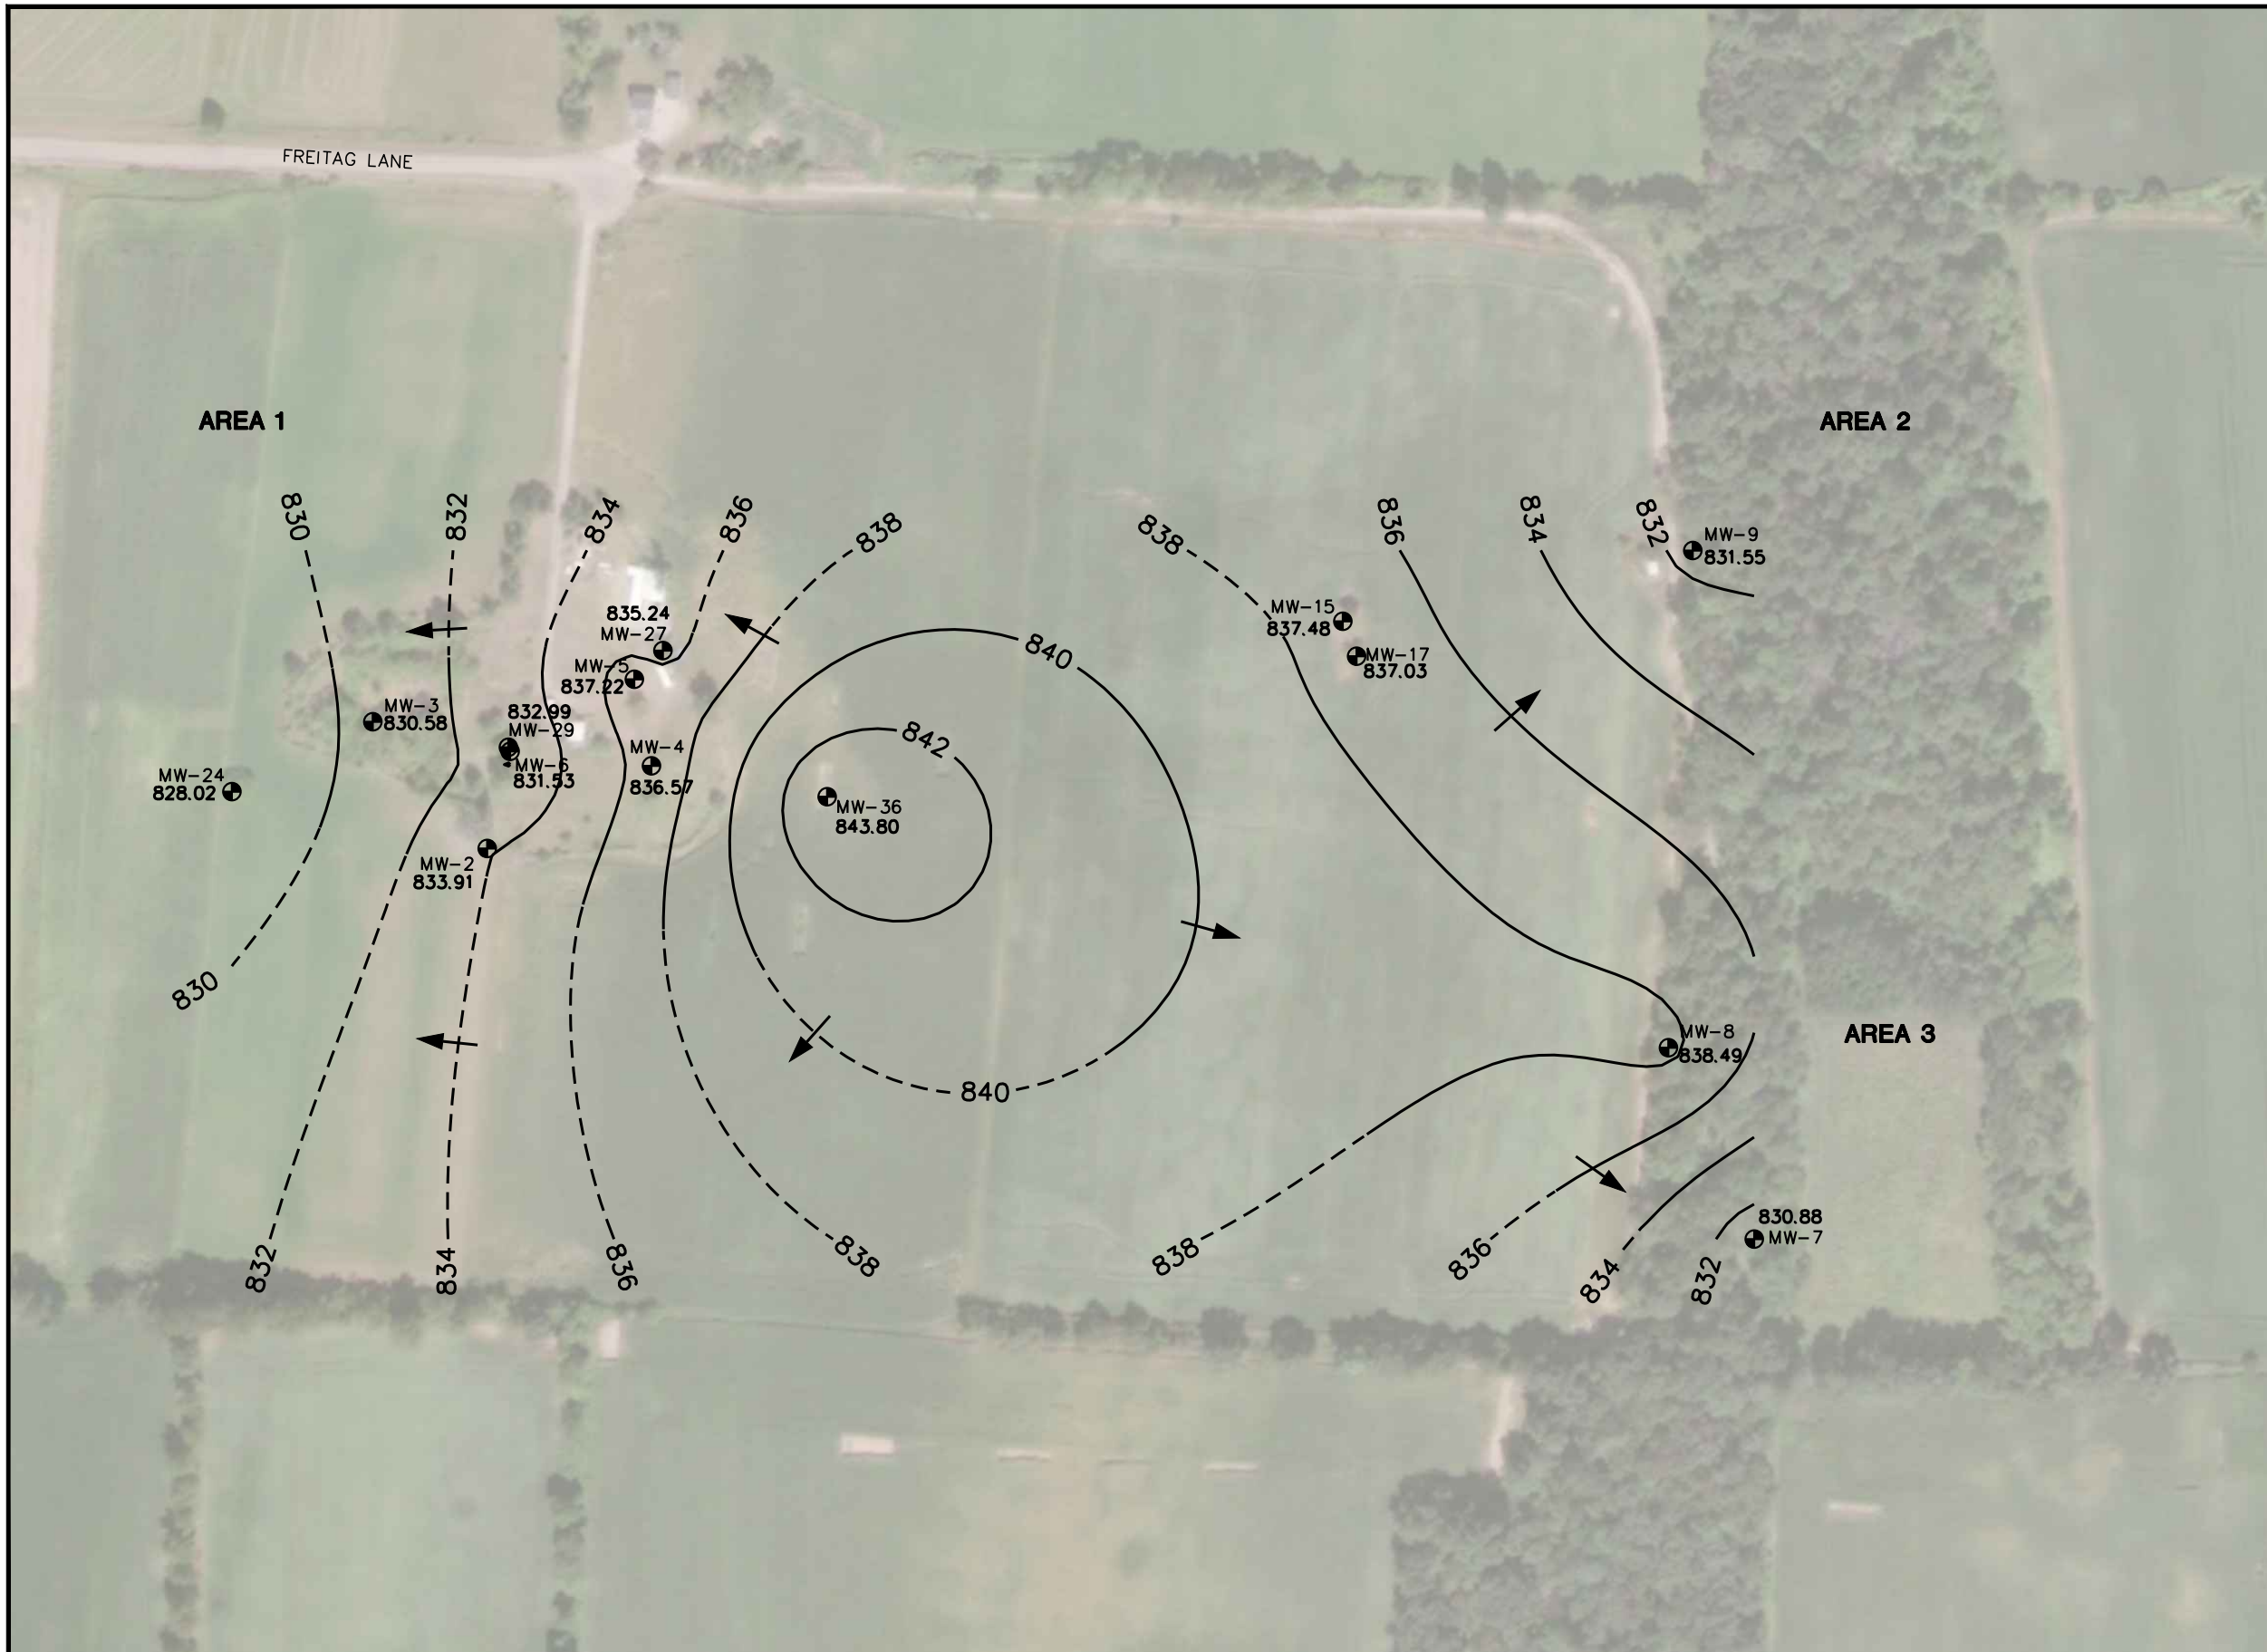 FREITAG LANE
AREA 1
AREA 2
830
832
834
836
838
838
836
834
832
MW-9
831.55
835.24
MW-27
MW-15
837.48
MW-17
837.03
840
MW-5
837.22
MW-3
830.58
832.99
MW-29
MW-6
831.53
MW-4
836.57
842
MW-24
828.02
MW-36
843.80
MW-2
833.91
830
MW-8
838.49
AREA 3
840
830.88
MW-7
832
834
836
838
838
836
834
832